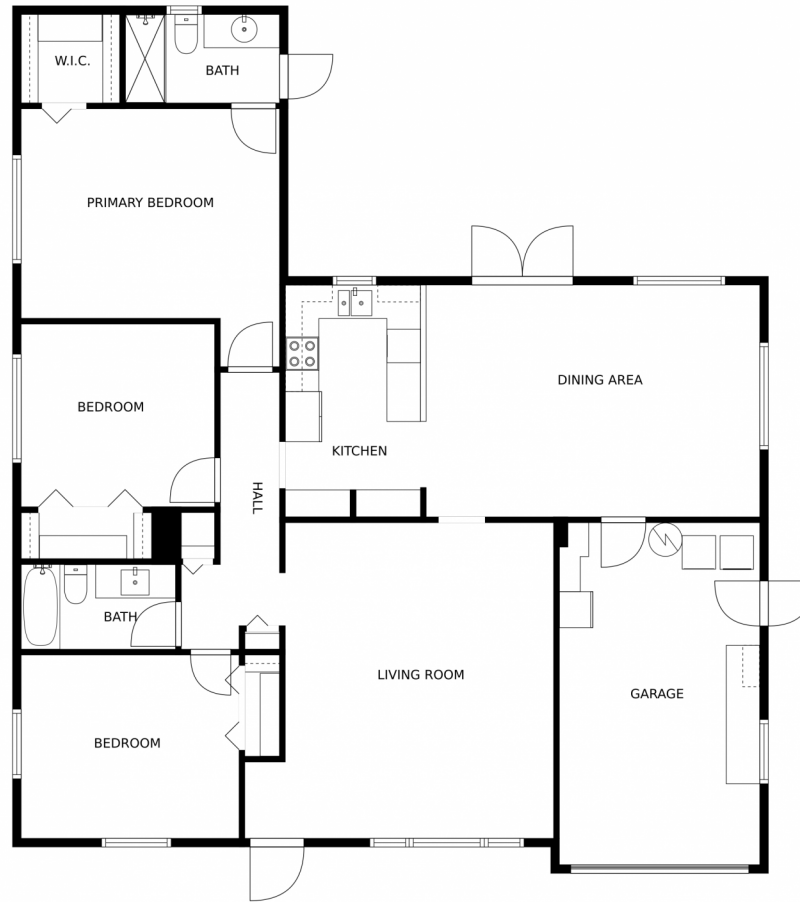 W.I.C.
BATH
PRIMARY BEDROOM
BEDROOM
DINING AREA
KITCHEN
HALL
BATH
LIVING ROOM
GARAGE
BEDROOM